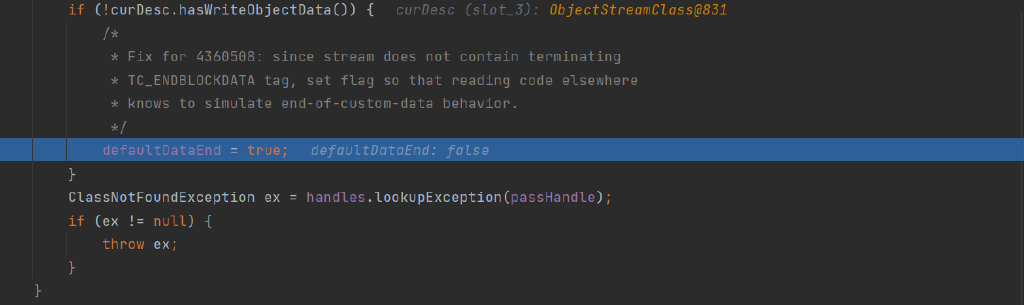 if (!curDesc.hasWriteObjectData()) {   curDesc (slot_3): ObjectStreamClass@831
/*
* Fix for 4360508: since stream does not contain terminating
* TC_ENDBLOCKDATA tag, set flag so that reading code elsewhere
* knows to simulate end-of-custom-data behavior.
*/
defaultDataEnd = true;   defaultDataEnd: false
}
ClassNotFoundException ex = handles.lookupException(passHandle);
if (ex != null) {
throw ex;
}
}